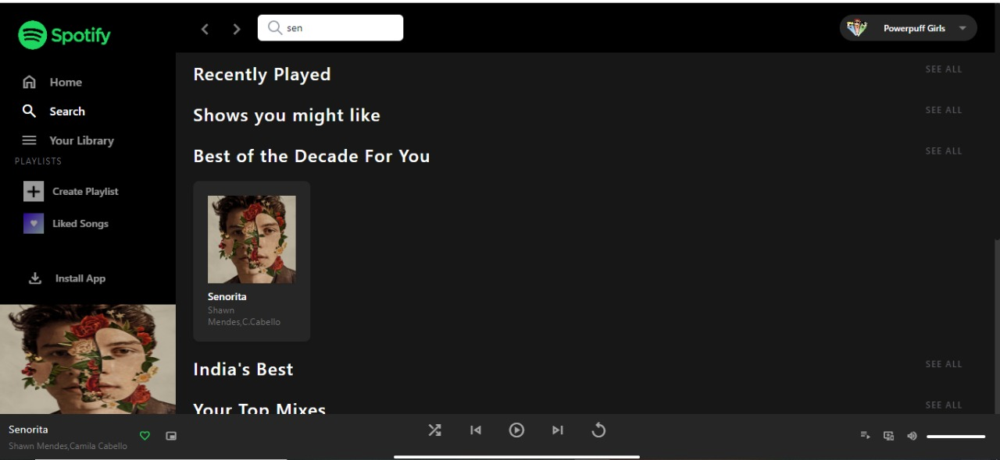 Spotify
sen
Powerpuff Girls
Home
Search
Your Library
PLAYLISTS
Create Playlist
Liked Songs
Install App
Recently Played
SEE ALL
Shows you might like
SEE ALL
Best of the Decade For You
SEE ALL
Senorita
Shawn
Mendes,C.Cabello
India's Best
SEE ALL
Your Top Mixes
SEE ALL
Senorita
Shawn Mendes,Camila Cabello